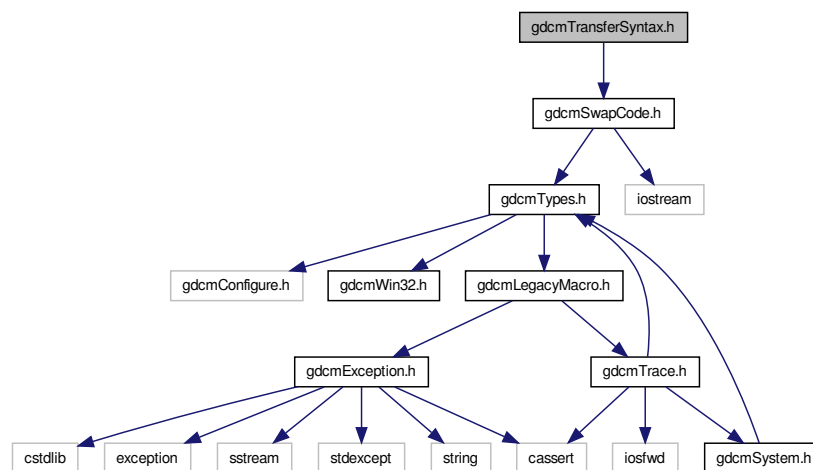 gdcmTransferSyntax.h
gdcmSwapCode.h
gdcmTypes.h
iostream
gdcmConfigure.h
gdcmWin32.h
gdcmLegacyMacro.h
gdcmException.h
gdcmTrace.h
cstdlib
exception
sstream
stdexcept
string
cassert
iosfwd
gdcmSystem.h